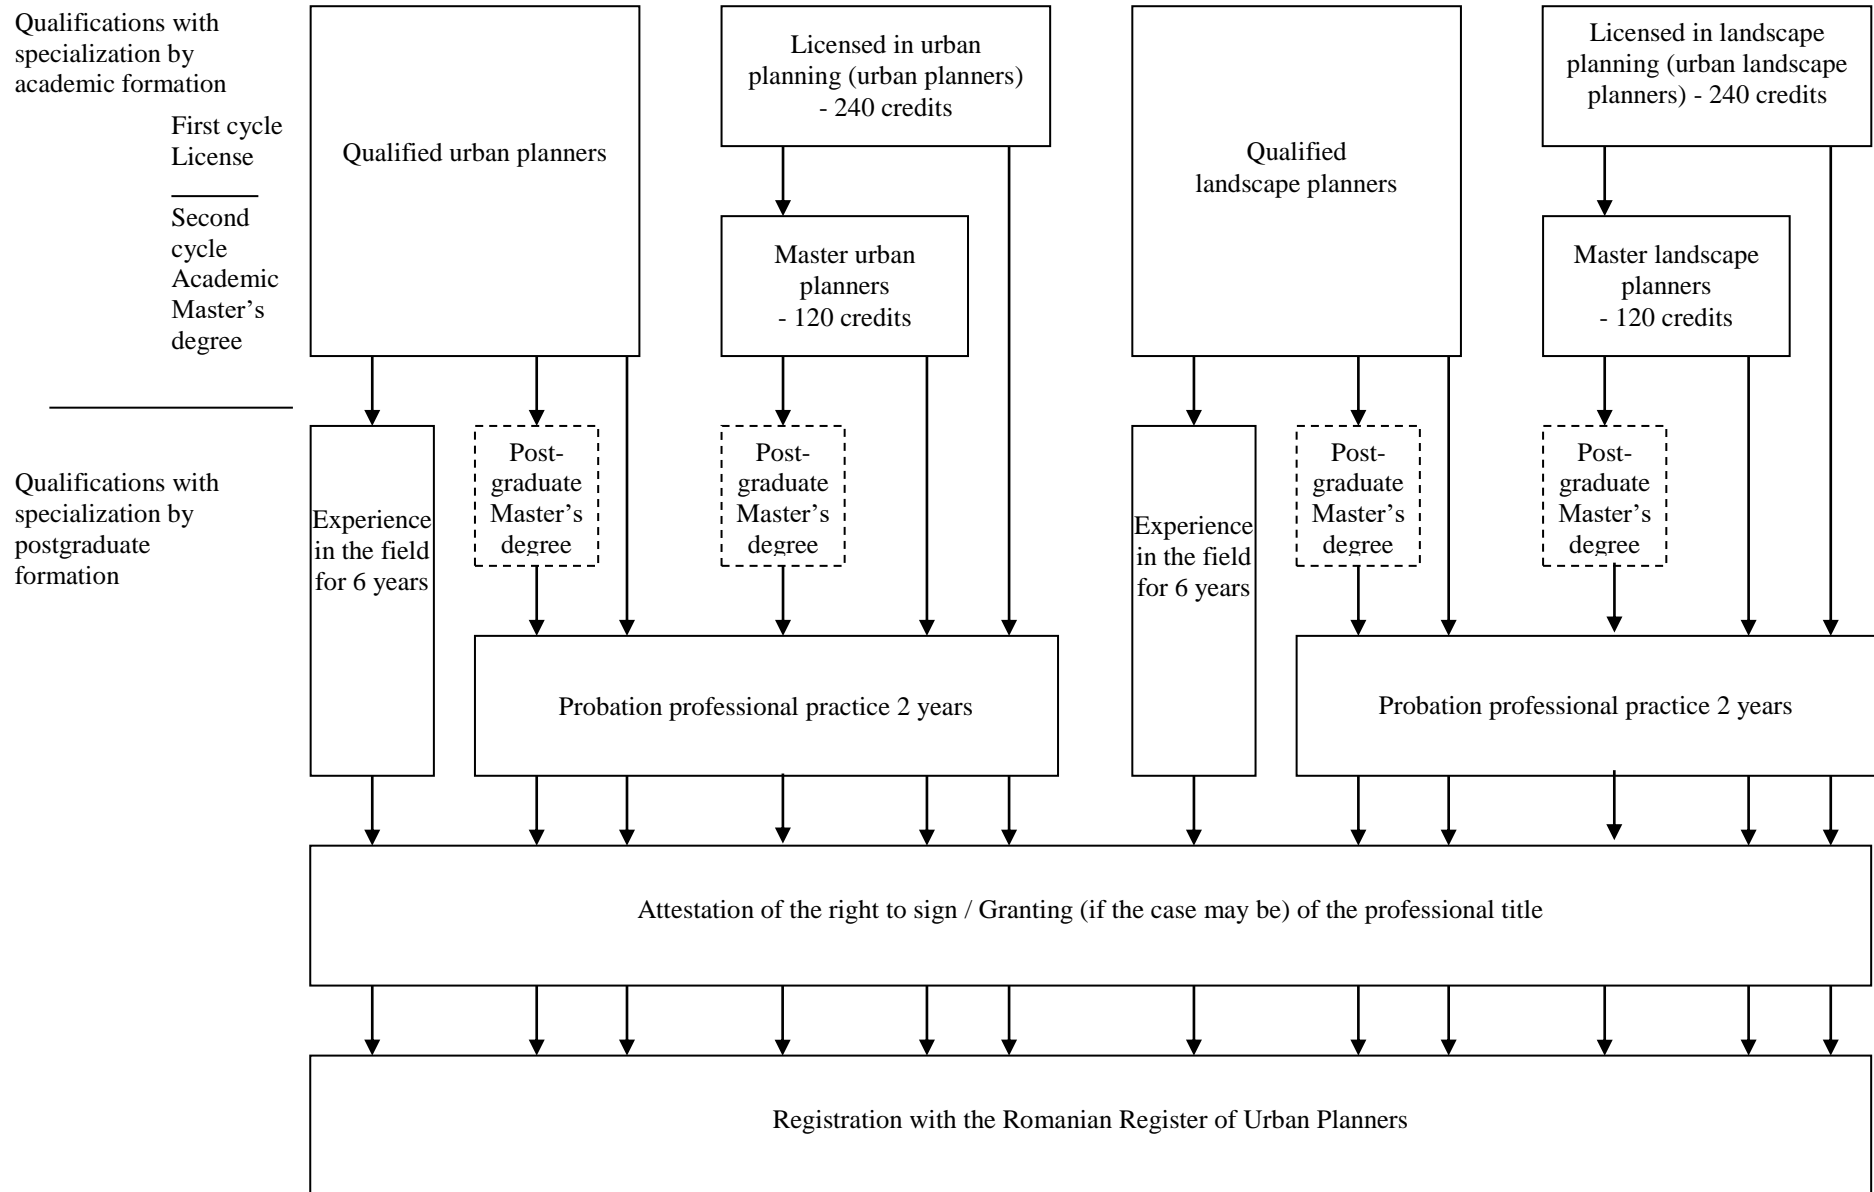 Qualifications with
specialization by
academic formation
First cycle
License
Second
cycle
Academic
Master's
degree
Qualified urban planners
Licensed in urban
planning (urban planners)
- 240 credits
Master urban
planners
- 120 credits
Qualified
landscape planners
Licensed in landscape
planning (urban landscape
planners) - 240 credits
Master landscape
planners
- 120 credits
Qualifications with
specialization by
postgraduate
formation
Experience
in the field
for 6 years
Post-
graduate
Master's
degree
Post-
graduate
Master's
degree
Experience
in the field
for 6 years
Post-
graduate
Master's
degree
Post-
graduate
Master's
degree
Probation professional practice 2 years
Probation professional practice 2 years
Attestation of the right to sign / Granting (if the case may be) of the professional title
Registration with the Romanian Register of Urban Planners